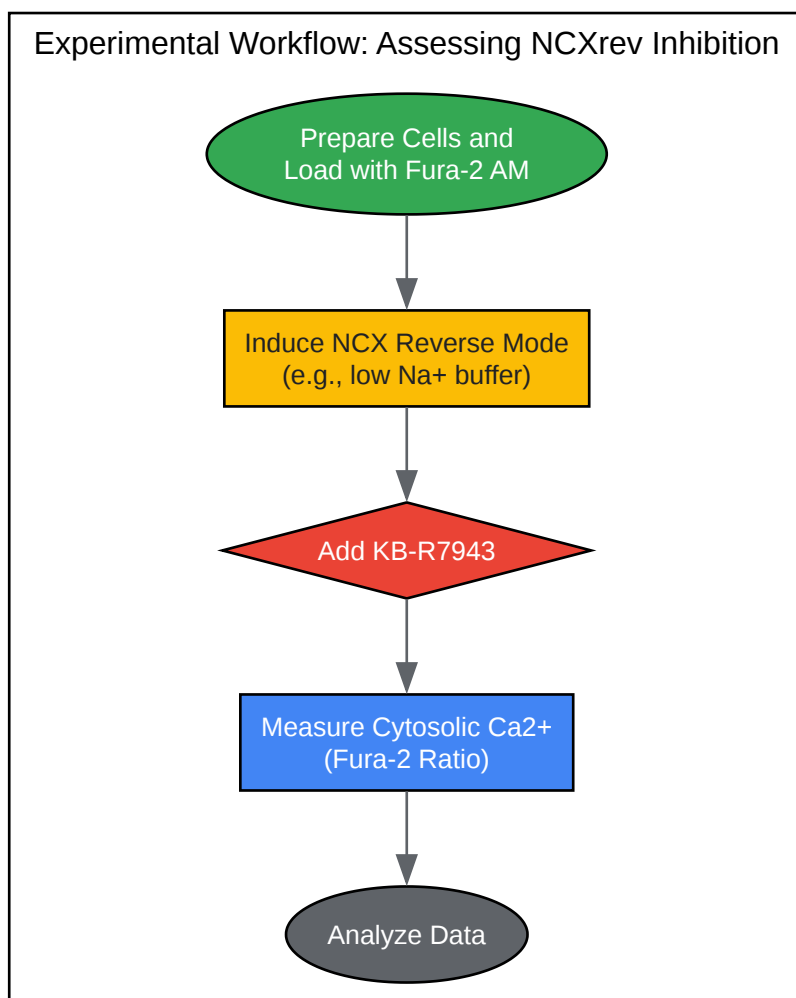 Experimental Workflow: Assessing NCXrev Inhibition
Prepare Cells and
Load with Fura-2 AM
Induce NCX Reverse Mode
(e.g., low Na+ buffer)
Add KB-R7943
Measure Cytosolic Ca2+
(Fura-2 Ratio)
Analyze Data